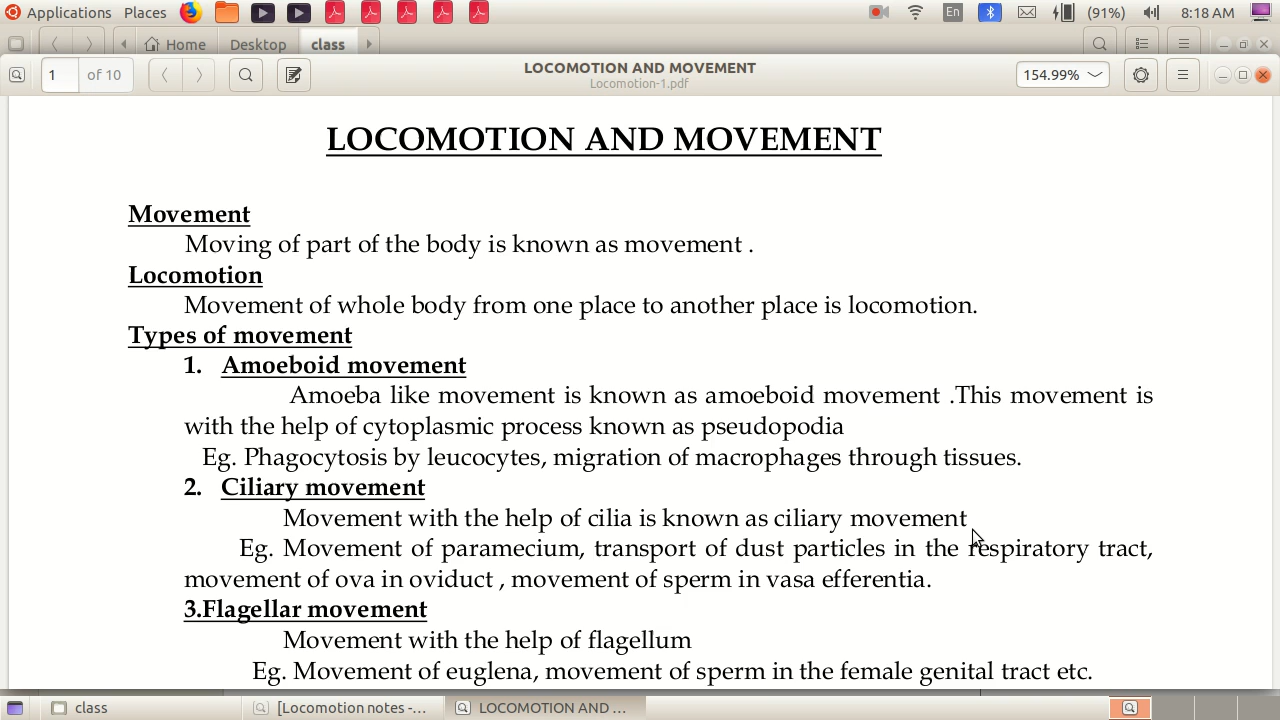 Applications Places En (91%) 8:18 AM
Home Desktop class
1 of 10 LOCOMOTION AND MOVEMENT 154.99%
Locomotion-1.pdf
LOCOMOTION AND MOVEMENT
Movement
Moving of part of the body is known as movement .
Locomotion
Movement of whole body from one place to another place is locomotion.
Types of movement
1. Amoeboid movement
Amoeba like movement is known as amoeboid movement .This movement is
with the help of cytoplasmic process known as pseudopodia
Eg. Phagocytosis by leucocytes, migration of macrophages through tissues.
2. Ciliary movement
Movement with the help of cilia is known as ciliary movement
Eg. Movement of paramecium, transport of dust particles in the respiratory tract,
movement of ova in oviduct , movement of sperm in vasa efferentia.
3.Flagellar movement
Movement with the help of flagellum
Eg. Movement of euglena, movement of sperm in the female genital tract etc.
class [Locomotion notes -... LOCOMOTION AND ...